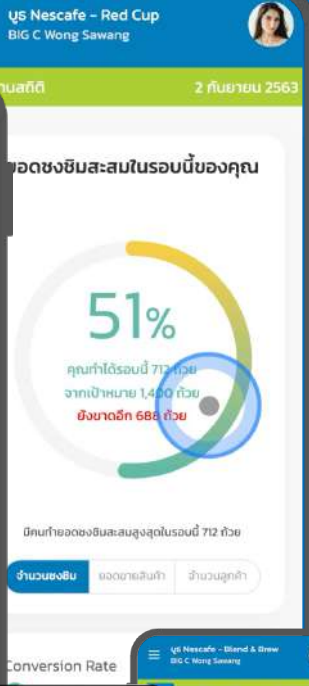 บูธ Nescafe - Red Cup
BIG C Wong Sawang
านสถิติ
2 กันยายน 2563
ยอดชงชิมสะสมในรอบนี้ของคุณ
51%
คุณทำได้รอบนี้ 712 ถ้วย
จากเป้าหมาย 1,400 ถ้วย
ยังขาดอีก 688 ถ้วย
มีคนทำยอดชงชิมสะสมสูงสุดในรอบนี้ 712 ถ้วย
จำนวนชงชิม
ยอดขายสินค้า
จำนวนลูกค้า
Conversion Rate
บูธ Nescafe - Blend & Brew
BIG C Wong Sawang